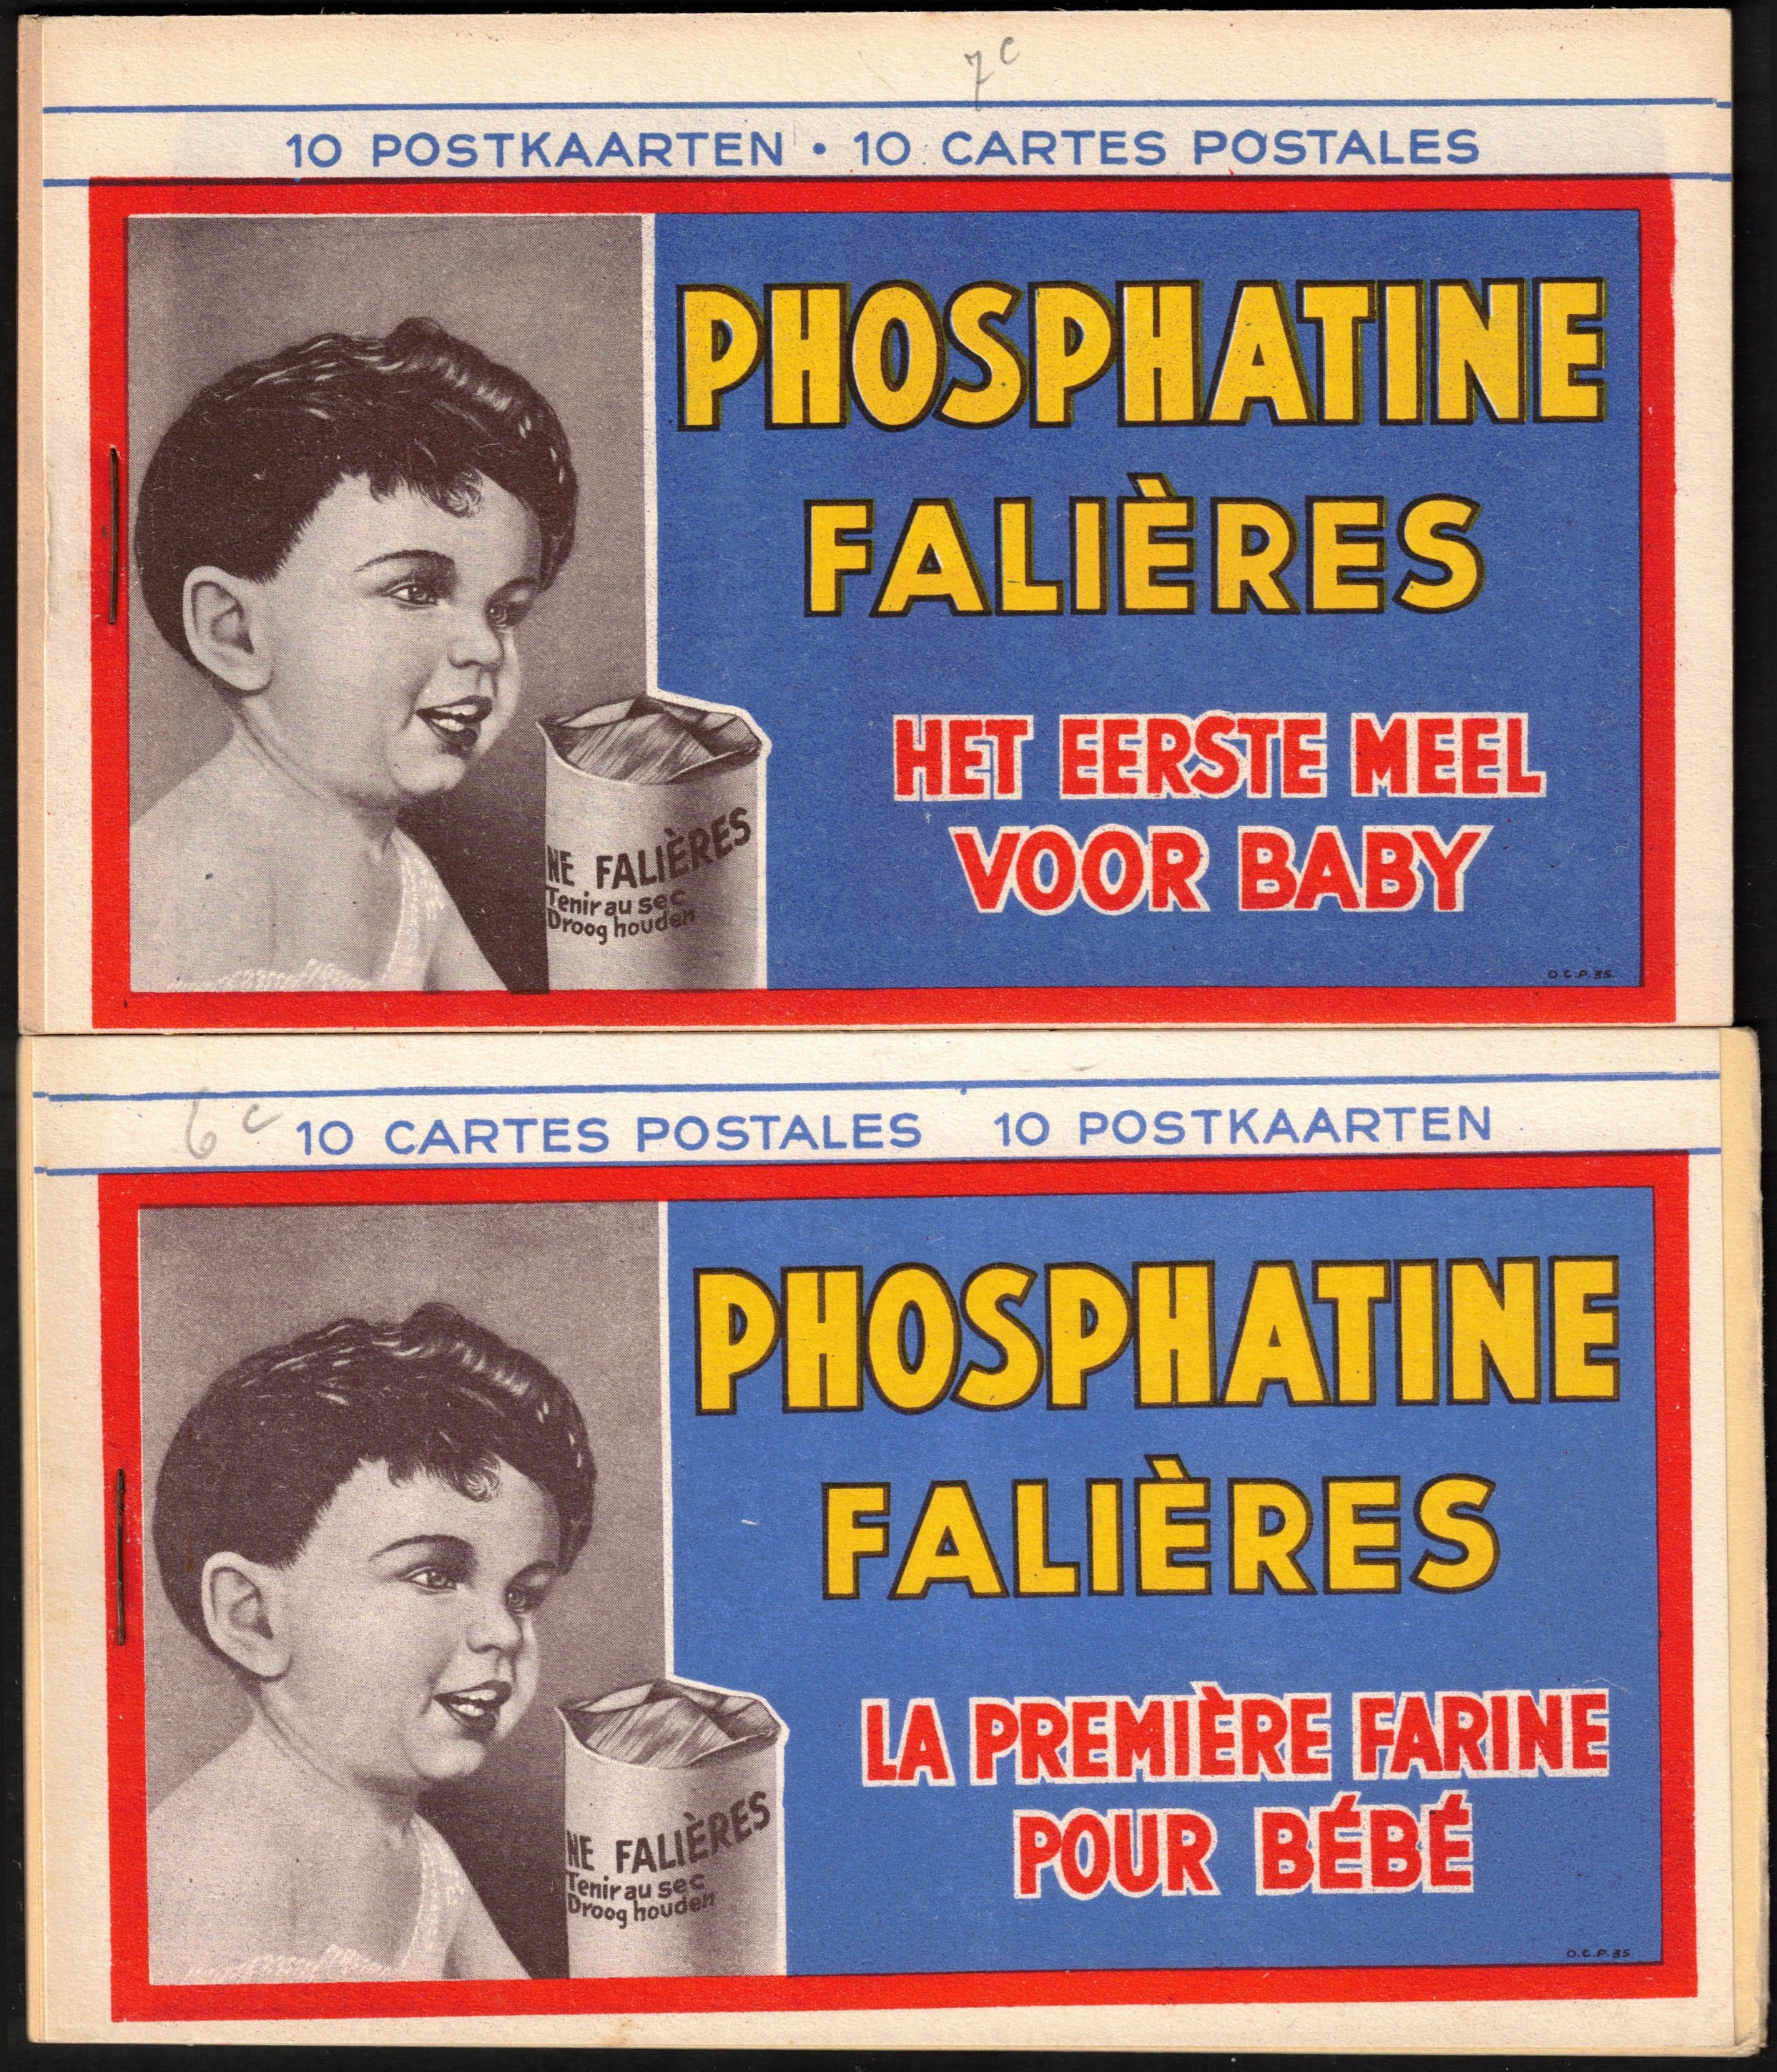 7c
10 POSTKAARTEN • 10 CARTES POSTALES
PHOSPHATINE
FALIÈRES
HET EERSTE MEEL
VOOR BABY
NE FALIÈRES
Tenir au sec
Droog houden
O.C.P. 35
6c
10 CARTES POSTALES 10 POSTKAARTEN
PHOSPHATINE
FALIÈRES
LA PREMIÈRE FARINE
POUR BÉBÉ
NE FALIÈRES
Tenir au sec
Droog houden
O.C.P. 35